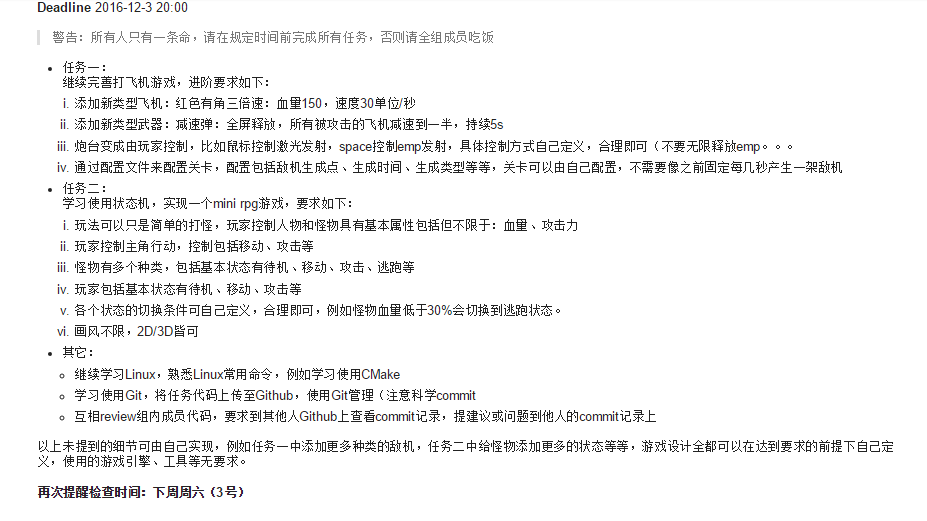 Deadline 2016-12-3 20:00
警告：所有人只有一条命，请在规定时间前完成所有任务，否则请全组成员吃饭
• 任务一：
继续完善打飞机游戏，进阶要求如下：
i. 添加新类型飞机：红色有角三倍速：血量150，速度30单位/秒
ii. 添加新类型武器：减速弹：全屏释放，所有被攻击的飞机减速到一半，持续5s
iii. 炮台变成由玩家控制，比如鼠标控制激光发射，space控制emp发射，具体控制方式自己定义，合理即可（不要无限释放emp。。。
iv. 通过配置文件来配置关卡，配置包括敌机生成点、生成时间、生成类型等等，关卡可以由自己配置，不需要像之前固定每几秒产生一架敌机
• 任务二：
学习使用状态机，实现一个mini rpg游戏，要求如下：
i. 玩法可以只是简单的打怪，玩家控制人物和怪物具有基本属性包括但不限于：血量、攻击力
ii. 玩家控制主角行动，控制包括移动、攻击等
iii. 怪物有多个种类，包括基本状态有待机、移动、攻击、逃跑等
iv. 玩家包括基本状态有待机、移动、攻击等
v. 各个状态的切换条件可自己定义，合理即可，例如怪物血量低于30%会切换到逃跑状态。
vi. 画风不限，2D/3D皆可
• 其它：
◦ 继续学习Linux，熟悉Linux常用命令，例如学习使用CMake
◦ 学习使用Git，将任务代码上传至Github，使用Git管理（注意科学commit
◦ 互相review组内成员代码，要求到其他人Github上查看commit记录，提建议或问题到他人的commit记录上
以上未提到的细节可由自己实现，例如任务一中添加更多种类的敌机，任务二中给怪物添加更多的状态等等，游戏设计全都可以在达到要求的前提下自己定
义，使用的游戏引擎、工具等无要求。
再次提醒检查时间：下周周六（3号）